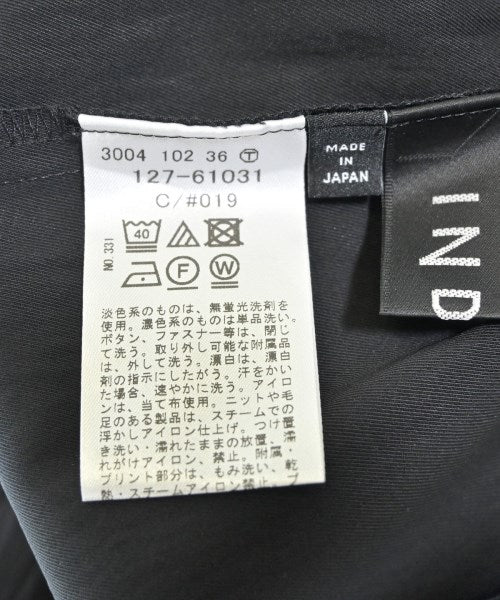 3004 102 36 Ⓣ
127-61031
C/#019
NO.331
40
F W
淡色系のものは、無蛍光洗剤を
使用。濃色系のものは単品洗い。
ボタン、ファスナー等は、閉じ
て洗う。取り外し可能な附属品
は、外して洗う。漂白は、漂白
剤の指示にしたがう。汗をかい
た場合、速やかに洗う。アイロ
ンは、当て布使用。ニットや毛
足のある製品は、スチームでの
浮かしアイロン仕上げ。つけ置
き洗い・濡れたままの放置、濡
れがけアイロン、禁止。附属・
プリント部分は、もみ洗い、乾
熱・スチームアイロン禁止。
MADE
IN
JAPAN
IND